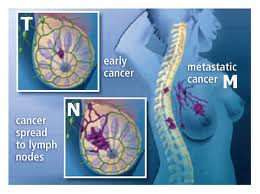 T
early
cancer
metastatic
cancer M
N
cancer
spread
to lymph
nodes